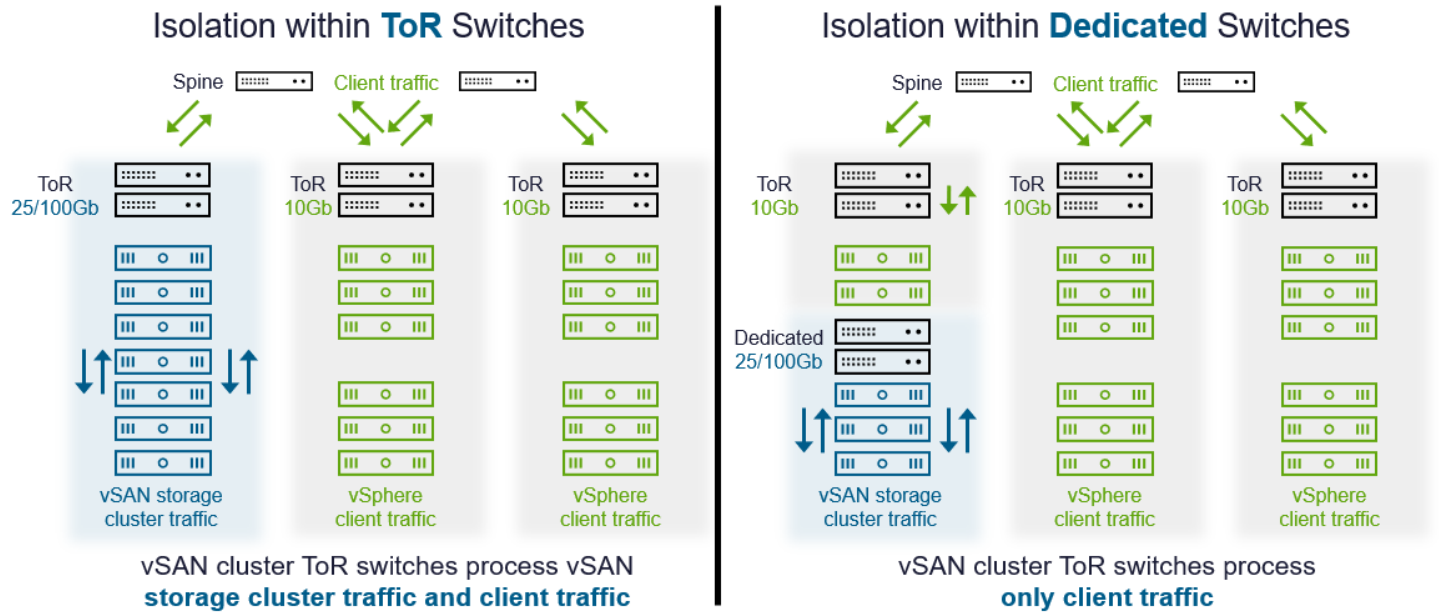 Isolation within ToR Switches
Spine
Client traffic
ToR
25/100Gb
ToR
10Gb
ToR
10Gb
vSAN storage
cluster traffic
vSphere
client traffic
vSphere
client traffic
vSAN cluster ToR switches process vSAN
storage cluster traffic and client traffic
Isolation within Dedicated Switches
Spine
Client traffic
ToR
10Gb
ToR
10Gb
ToR
10Gb
Dedicated
25/100Gb
vSAN storage
cluster traffic
vSphere
client traffic
vSphere
client traffic
vSAN cluster ToR switches process
only client traffic